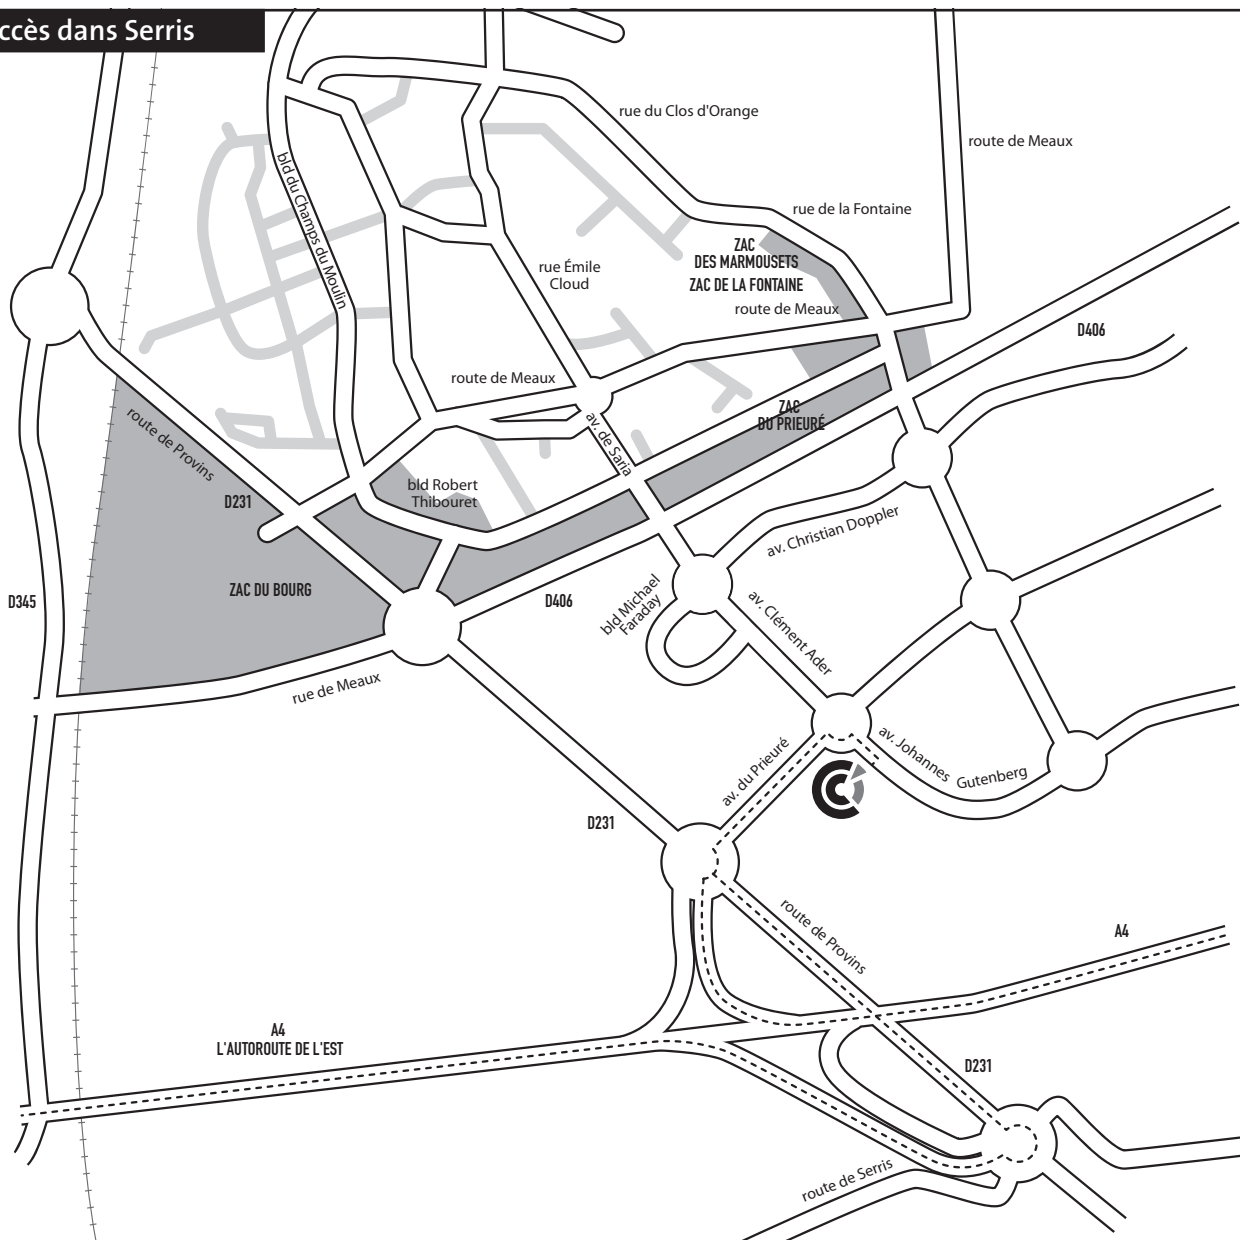 ccès dans Serris
rue du Clos d'Orange
route de Meaux
bld du Champs du Moulin
rue de la Fontaine
ZAC
DES MARMOUSETS
ZAC DE LA FONTAINE
rue Émile
Cloud
route de Meaux
D406
route de Meaux
ZAC
DU PRIEURÉ
route de Provins
av. de Saria
bld Robert
Thibouret
D231
av. Christian Doppler
ZAC DU BOURG
D345
D406
bld Michael
Faraday
av. Clément Ader
rue de Meaux
av. du Prieuré
av. Johannes
Gutenberg
D231
route de Provins
A4
A4
L'AUTOROUTE DE L'EST
D231
route de Serris